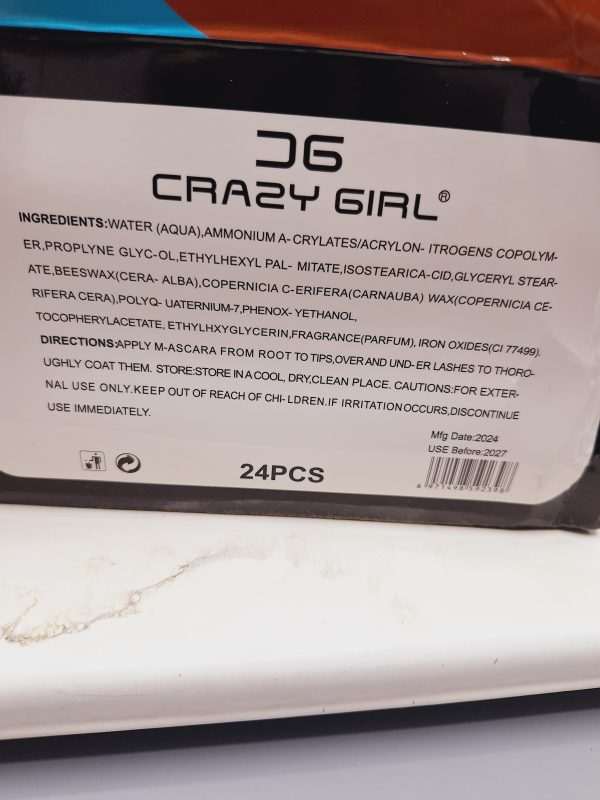 CG
CRAZY GIRL®
INGREDIENTS:WATER (AQUA),AMMONIUM A- CRYLATES/ACRYLON- ITROGENS COPOLYM-
ER,PROPLYNE GLYC-OL,ETHYLHEXYL PAL- MITATE,ISOSTEARICA-CID,GLYCERYL STEAR-
ATE,BEESWAX(CERA- ALBA),COPERNICIA C-ERIFERA(CARNAUBA) WAX(COPERNICIA CE-
RIFERA CERA),POLYQ- UATERNIUM-7,PHENOX- YETHANOL,
TOCOPHERYLACETATE, ETHYLHXYGLYCERIN,FRAGRANCE(PARFUM), IRON OXIDES(CI 77499).
DIRECTIONS:APPLY M-ASCARA FROM ROOT TO TIPS,OVER AND UND-ER LASHES TO THORO-
UGHLY COAT THEM. STORE:STORE IN A COOL, DRY,CLEAN PLACE. CAUTIONS:FOR EXTER-
NAL USE ONLY.KEEP OUT OF REACH OF CHI- LDREN.IF IRRITATION OCCURS,DISCONTINUE
USE IMMEDIATELY.
Mfg Date:2024
USE Before:2027
24PCS